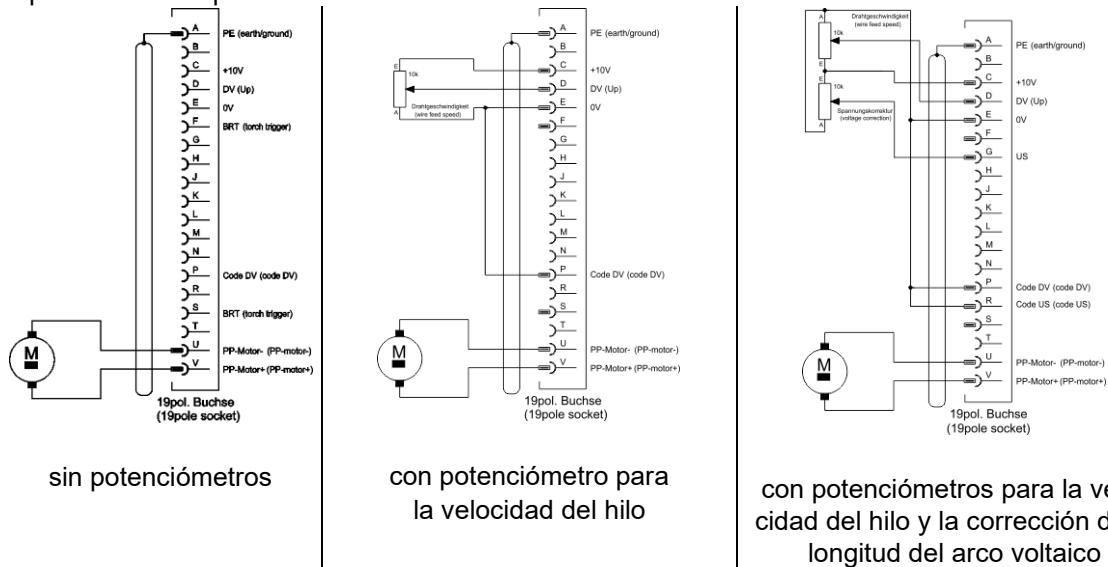 A PE (earth/ground)
B
C +10V
D DV (Up)
E 0V
F BRT (torch trigger)
G
H
J
K
L
M
N
P Code DV (code DV)
R
S BRT (torch trigger)
T
U PP-Motor- (PP-motor-)
V PP-Motor+ (PP-motor+)
M
19pol. Buchse
(19pole socket)
sin potenciómetros
A PE (earth/ground)
B
C +10V
D DV (Up)
E 0V
F
G
H
J
K
L
M
N
P Code DV (code DV)
R
S
T
U PP-Motor- (PP-motor-)
V PP-Motor+ (PP-motor+)
E
10k
Drahtgeschwindigkeit
(wire feed speed)
A
M
19pol. Buchse
(19pole socket)
con potenciómetro para
la velocidad del hilo
A
Drahtgeschwindigkeit
(wire feed speed)
10k
E
E
10k
Spannungskorrektur
(voltage correction)
A
A PE (earth/ground)
B
C +10V
D DV (Up)
E 0V
F
G US
H
J
K
L
M
N
P Code DV (code DV)
R Code US (code US)
S
T
U PP-Motor- (PP-motor-)
V PP-Motor+ (PP-motor+)
M
19pol. Buchse
(19pole socket)
con potenciómetros para la
cidad del hilo y la corrección
longitud del arco voltaico